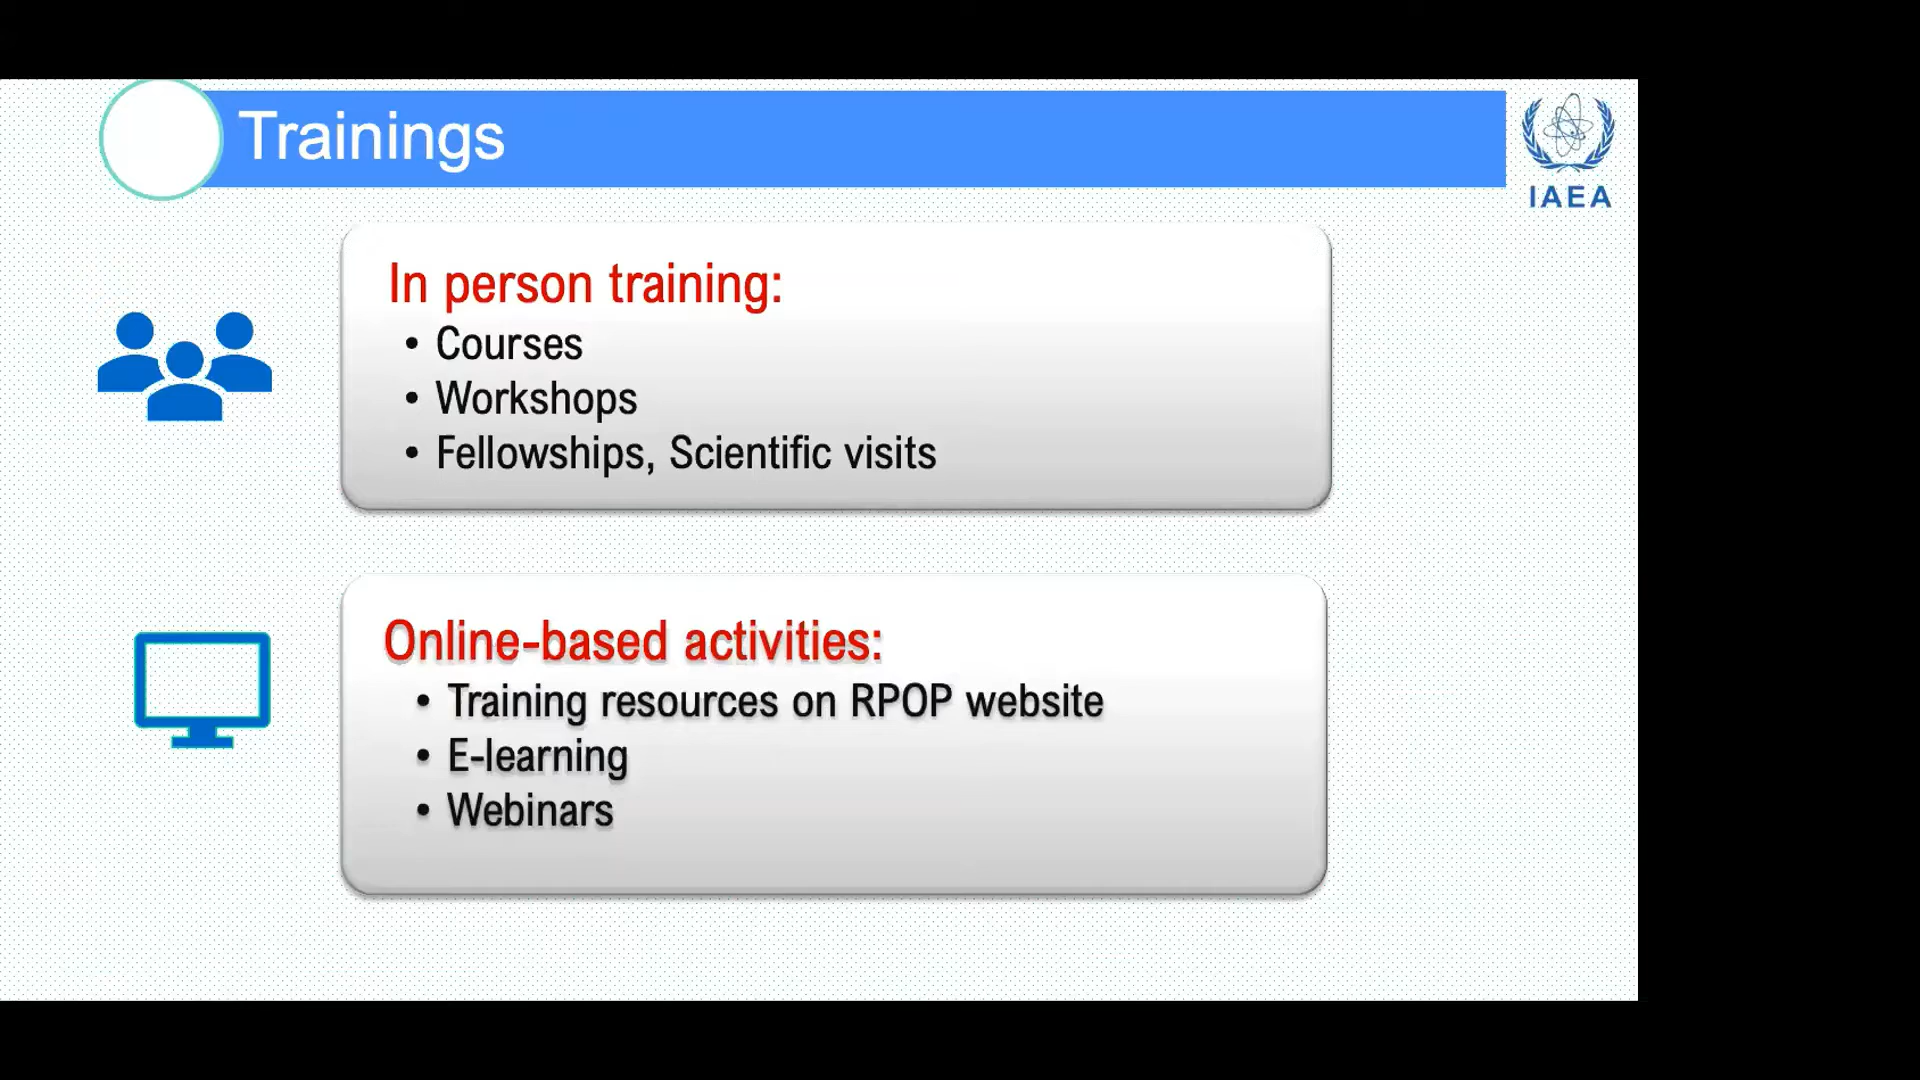 Trainings
IAEA
In person training:
• Courses
• Workshops
• Fellowships, Scientific visits
Online-based activities:
• Training resources on RPOP website
• E-learning
• Webinars